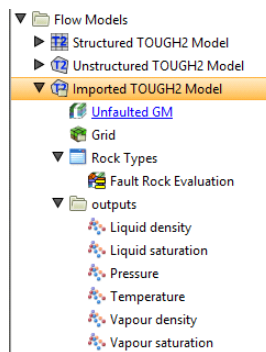 Flow Models
Structured TOUGH2 Model
Unstructured TOUGH2 Model
Imported TOUGH2 Model
Unfaulted GM
Grid
Rock Types
Fault Rock Evaluation
outputs
Liquid density
Liquid saturation
Pressure
Temperature
Vapour density
Vapour saturation